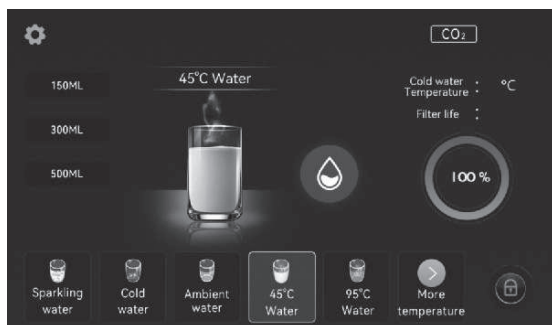 CO₂
45°C Water
150ML
300ML
500ML
Cold water
Temperature : °C
Filter life :
100 %
Sparkling
water
Cold
water
Ambient
water
45°C
Water
95°C
Water
More
temperature